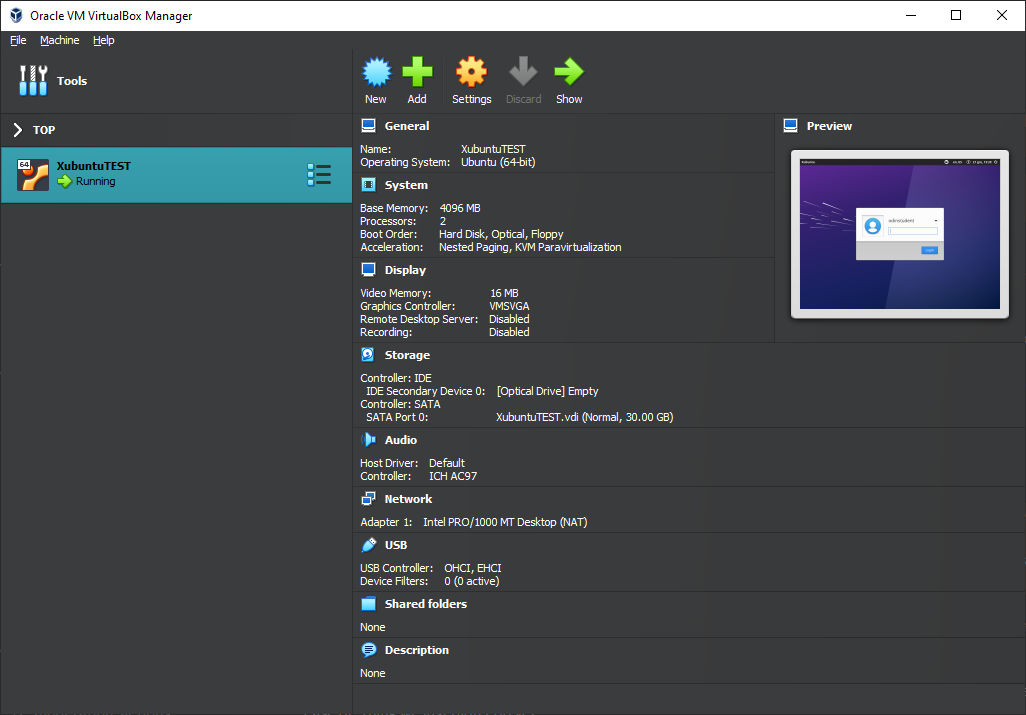 Oracle VM VirtualBox Manager
File Machine Help
Tools
New Add Settings Discard Show
TOP
64
XubuntuTEST
Running
General
Name: XubuntuTEST
Operating System: Ubuntu (64-bit)
System
Base Memory: 4096 MB
Processors: 2
Boot Order: Hard Disk, Optical, Floppy
Acceleration: Nested Paging, KVM Paravirtualization
Display
Video Memory: 16 MB
Graphics Controller: VMSVGA
Remote Desktop Server: Disabled
Recording: Disabled
Storage
Controller: IDE
IDE Secondary Device 0: [Optical Drive] Empty
Controller: SATA
SATA Port 0: XubuntuTEST.vdi (Normal, 30.00 GB)
Audio
Host Driver: Default
Controller: ICH AC97
Network
Adapter 1: Intel PRO/1000 MT Desktop (NAT)
USB
USB Controller: OHCI, EHCI
Device Filters: 0 (0 active)
Shared folders
None
Description
None
Preview